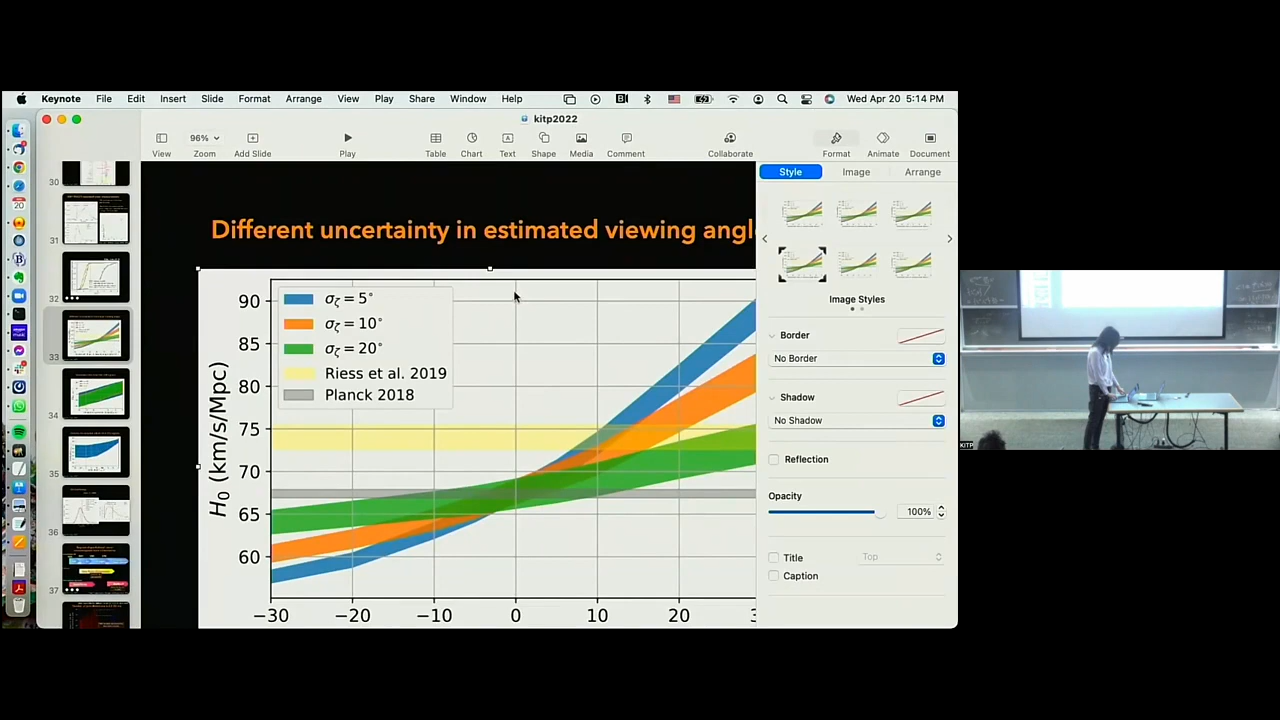 Keynote File Edit Insert Slide Format Arrange View Play Share Window Help Wed Apr 20 5:14 PM
kitp2022
96%
View Zoom Add Slide Play Table Chart Text Shape Media Comment Collaborate Format Animate Document
Style Image Arrange
30
31
32
33
34
35
36
37
Different uncertainty in estimated viewing angl
H₀ (km/s/Mpc)
90
85
80
75
70
65
60
σζ = 5°
σζ = 10°
σζ = 20°
Riess et al. 2019
Planck 2018
−30 −20 −10 0 10 20 3
Image Styles
Border
No Border
Shadow
No Shadow
Reflection
Opacity
100%
Title Top
Caption
KITP